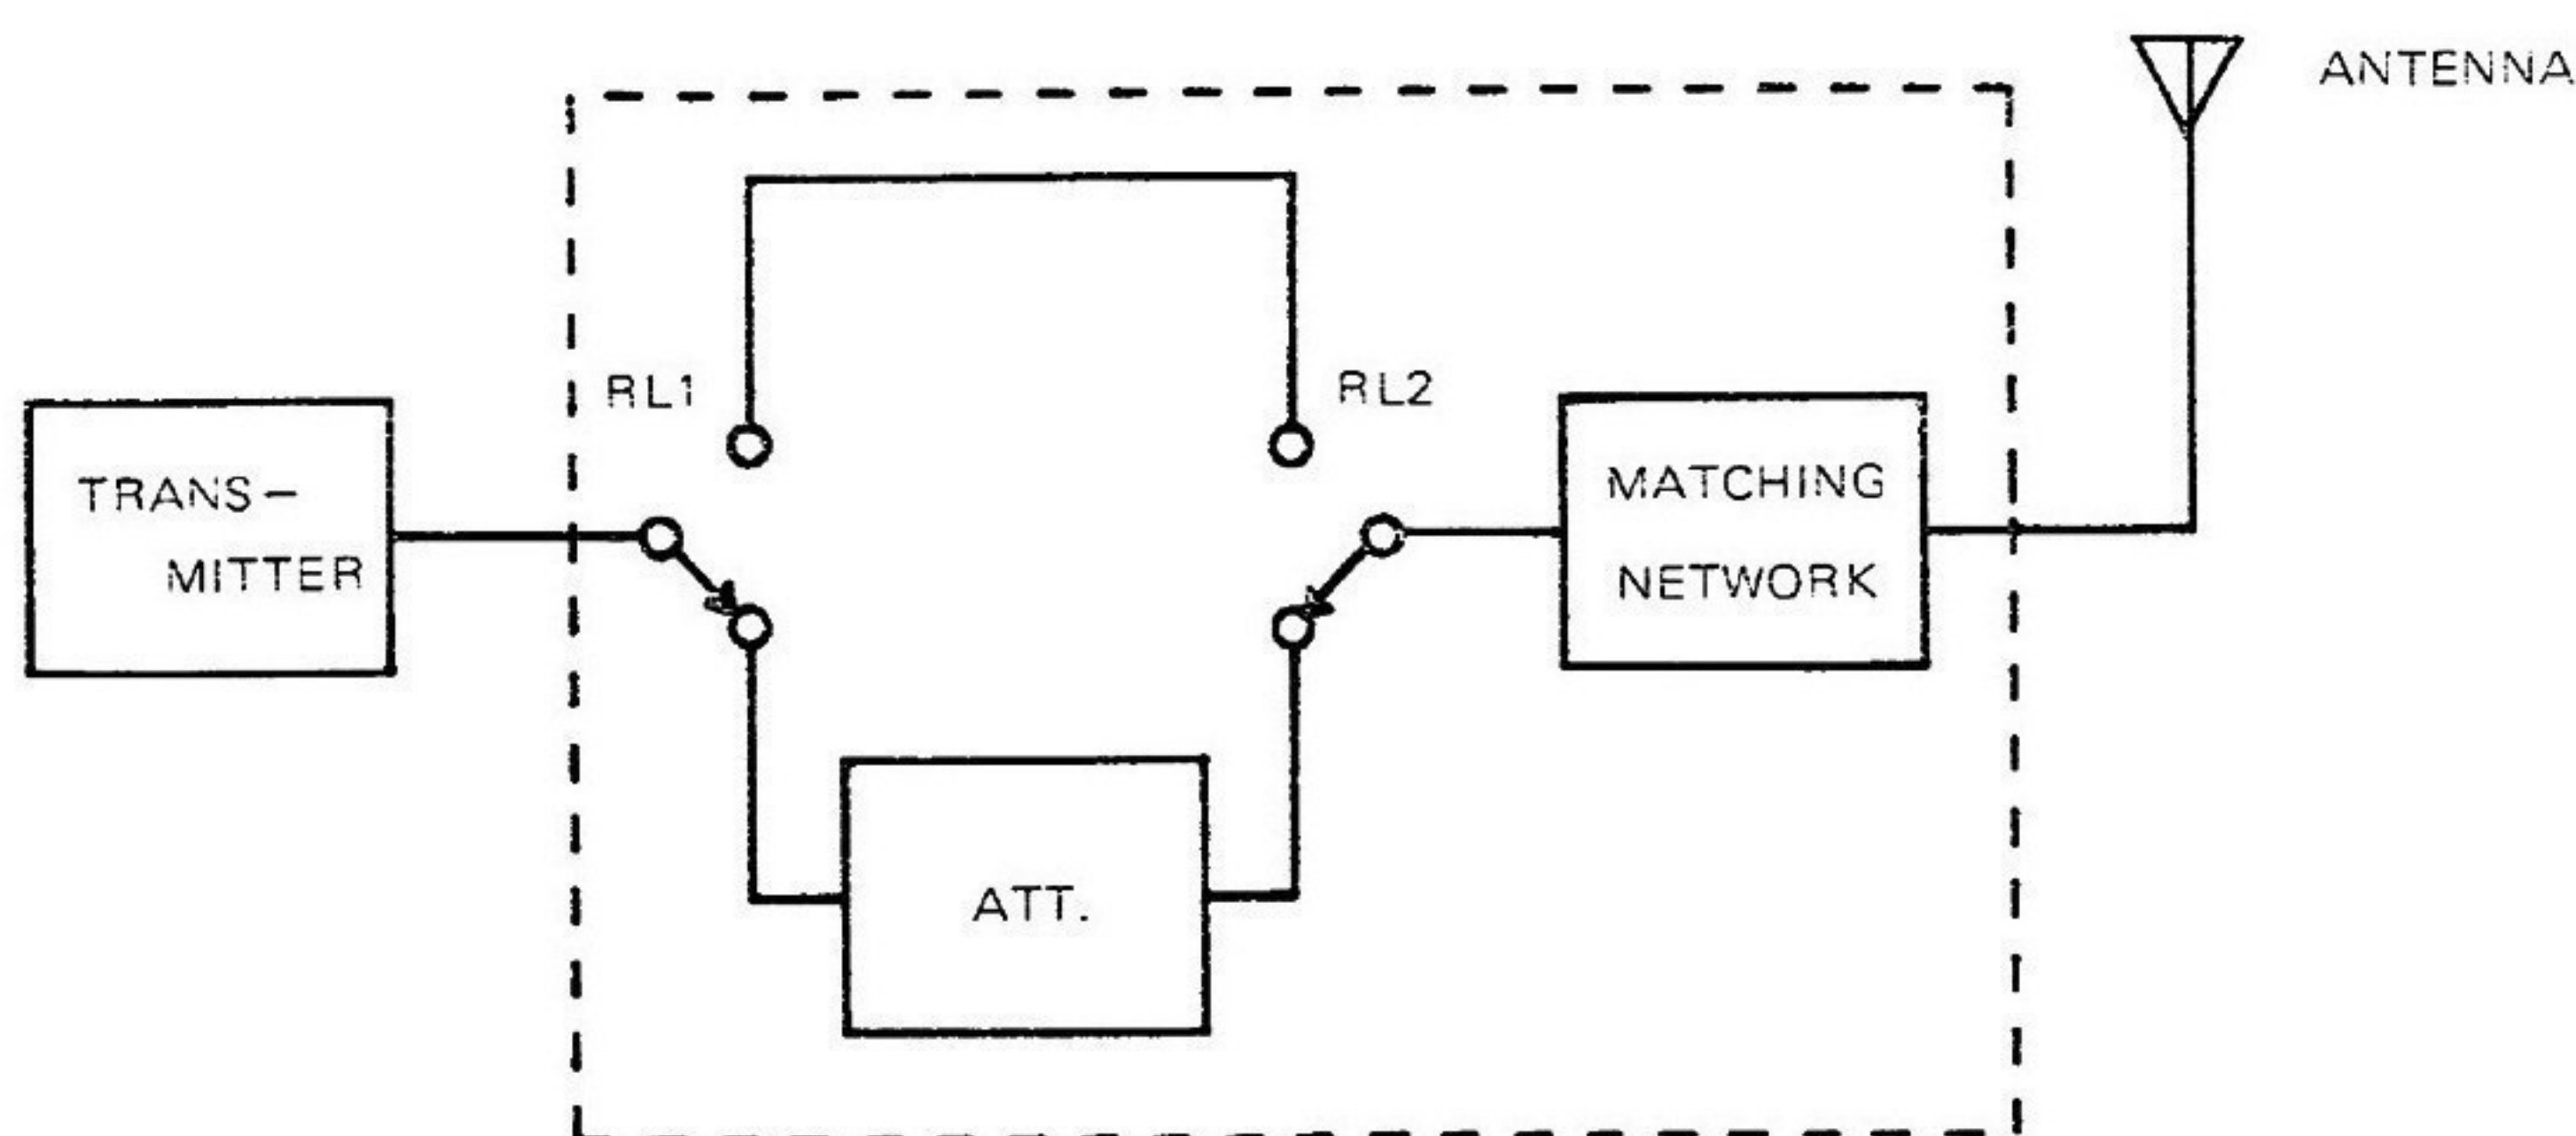 ANTENNA
RL1
RL2
TRANS-
MITTER
MATCHING
NETWORK
ATT.